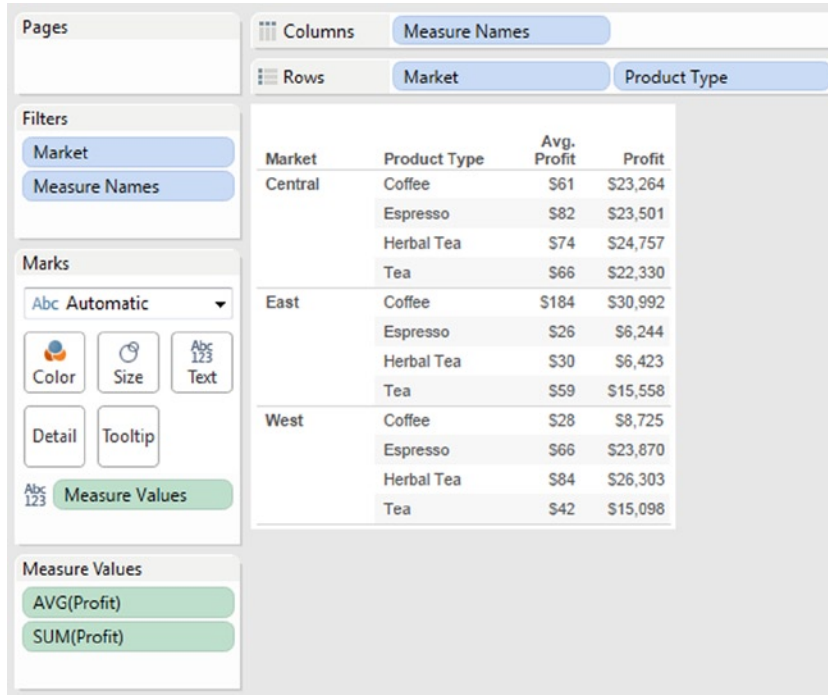 Pages
Columns Measure Names
Rows Market Product Type
Filters
Market
Measure Names
Marks
Abc Automatic
Color
Size
Abc
123
Text
Detail
Tooltip
Abc
123
Measure Values
Measure Values
AVG(Profit)
SUM(Profit)
Market Product Type Avg. Profit Profit
Central Coffee $61 $23,264
Espresso $82 $23,501
Herbal Tea $74 $24,757
Tea $66 $22,330
East Coffee $184 $30,992
Espresso $26 $6,244
Herbal Tea $30 $6,423
Tea $59 $15,558
West Coffee $28 $8,725
Espresso $66 $23,870
Herbal Tea $84 $26,303
Tea $42 $15,098